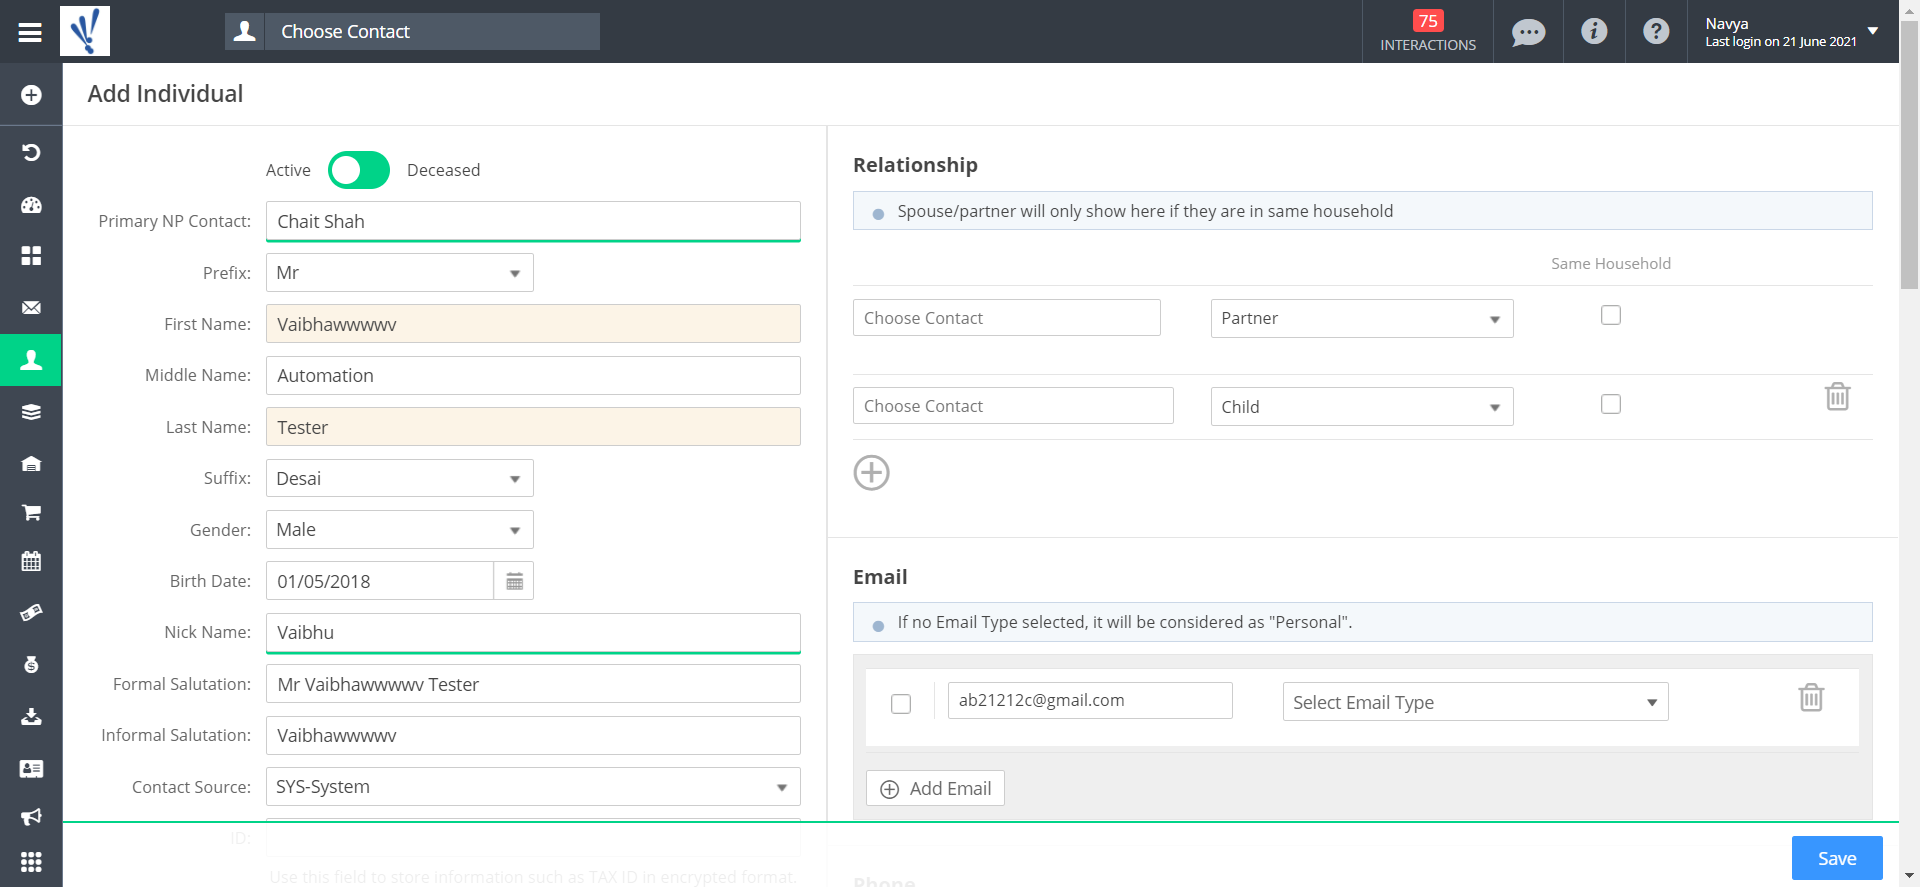 Choose Contact
75
INTERACTIONS
Navya
Last login on 21 June 2021
Add Individual
Active
Deceased
Primary NP Contact:
Chait Shah
Prefix:
Mr
First Name:
Vaibhawwwwv
Middle Name:
Automation
Last Name:
Tester
Suffix:
Desai
Gender:
Male
Birth Date:
01/05/2018
Nick Name:
Vaibhu
Formal Salutation:
Mr Vaibhawwwwv Tester
Informal Salutation:
Vaibhawwwwv
Contact Source:
SYS-System
ID:
Use this field to store information such as TAX ID in encrypted format.
Relationship
Spouse/partner will only show here if they are in same household
Same Household
Choose Contact
Partner
Choose Contact
Child
Email
If no Email Type selected, it will be considered as "Personal".
ab21212c@gmail.com
Select Email Type
Add Email
Phone
Save